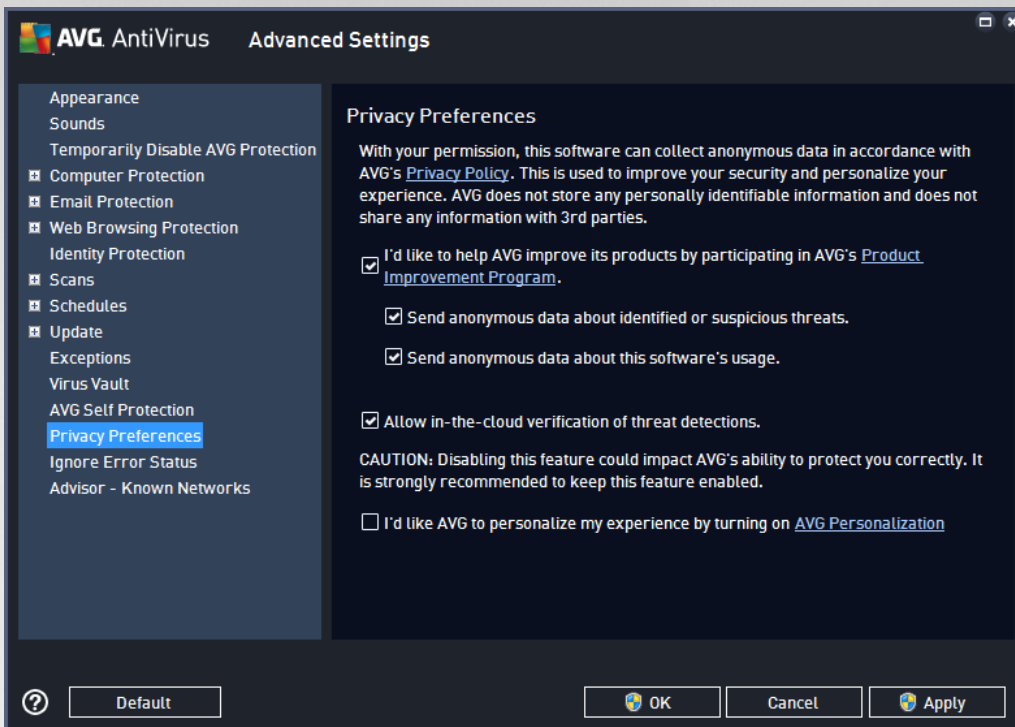 AVG AntiVirus Advanced Settings
Appearance
Sounds
Temporarily Disable AVG Protection
Computer Protection
Email Protection
Web Browsing Protection
Identity Protection
Scans
Schedules
Update
Exceptions
Virus Vault
AVG Self Protection
Privacy Preferences
Ignore Error Status
Advisor - Known Networks
Privacy Preferences
With your permission, this software can collect anonymous data in accordance with
AVG's Privacy Policy. This is used to improve your security and personalize your
experience. AVG does not store any personally identifiable information and does not
share any information with 3rd parties.
I'd like to help AVG improve its products by participating in AVG's Product
Improvement Program.
Send anonymous data about identified or suspicious threats.
Send anonymous data about this software's usage.
Allow in-the-cloud verification of threat detections.
CAUTION: Disabling this feature could impact AVG's ability to protect you correctly. It
is strongly recommended to keep this feature enabled.
I'd like AVG to personalize my experience by turning on AVG Personalization
? Default OK Cancel Apply